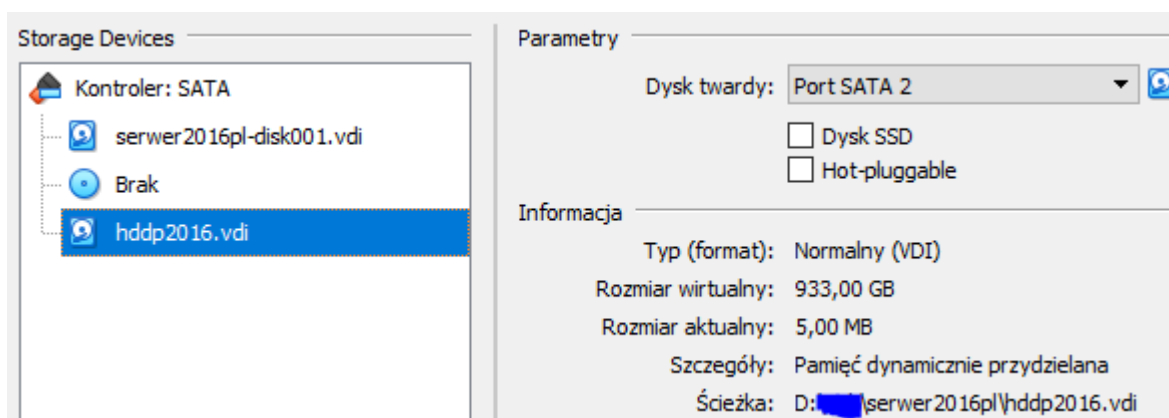 Storage Devices
Kontroler: SATA
serwer2016pl-disk001.vdi
Brak
hddp2016.vdi
Parametry
Dysk twardy: Port SATA 2
Dysk SSD
Hot-pluggable
Informacja
Typ (format): Normalny (VDI)
Rozmiar wirtualny: 933,00 GB
Rozmiar aktualny: 5,00 MB
Szczegóły: Pamięć dynamicznie przydzielana
Ścieżka: D: \serwer2016pl\hddp2016.vdi